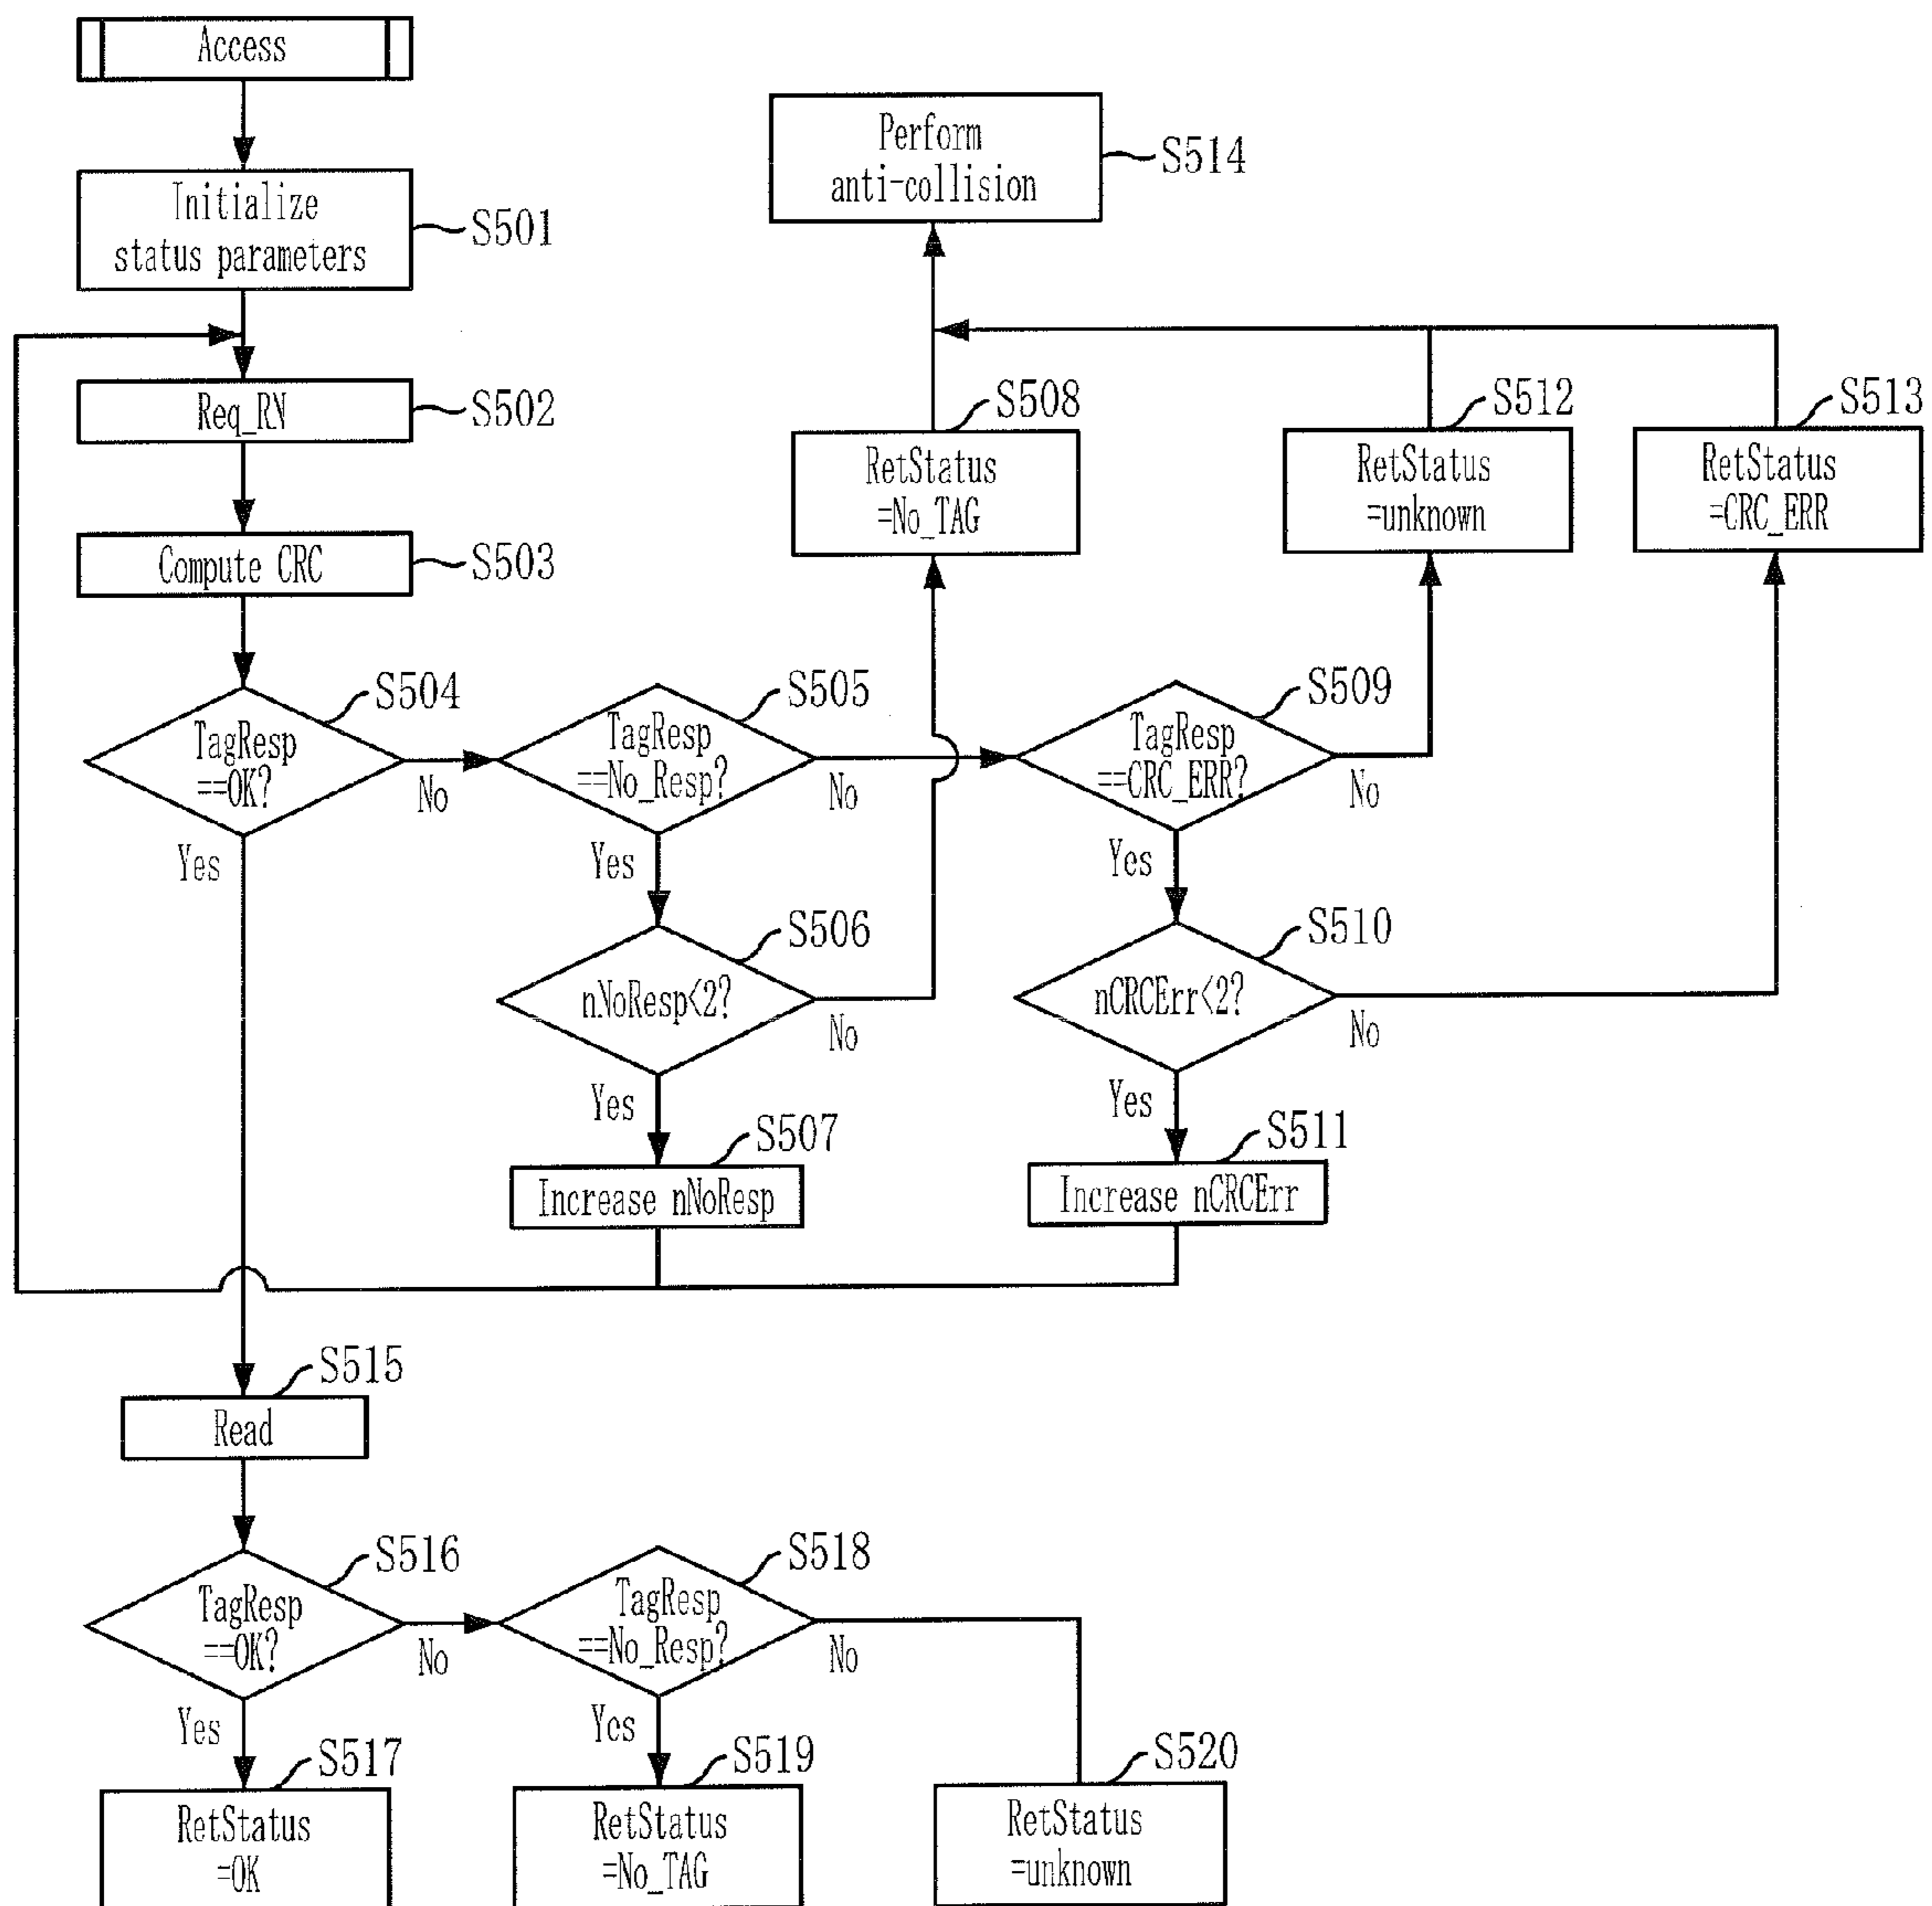 Access
Perform
anti-collision
S514
Initialize
status parameters
S501
Req_RN
S502
S508
S512
S513
RetStatus
=No_TAG
RetStatus
=unknown
RetStatus
=CRC_ERR
Compute CRC
S503
S504
S505
S509
TagResp
==OK?
No
TagResp
==No_Resp?
No
TagResp
==CRC_ERR?
No
Yes
Yes
Yes
S506
S510
nNoResp<2?
No
nCRCErr<2?
No
Yes
Yes
S507
S511
Increase nNoResp
Increase nCRCErr
S515
Read
S516
S518
TagResp
==OK?
No
TagResp
==No_Resp?
No
Yes
Yes
S517
S519
S520
RetStatus
=OK
RetStatus
=No_TAG
RetStatus
=unknown